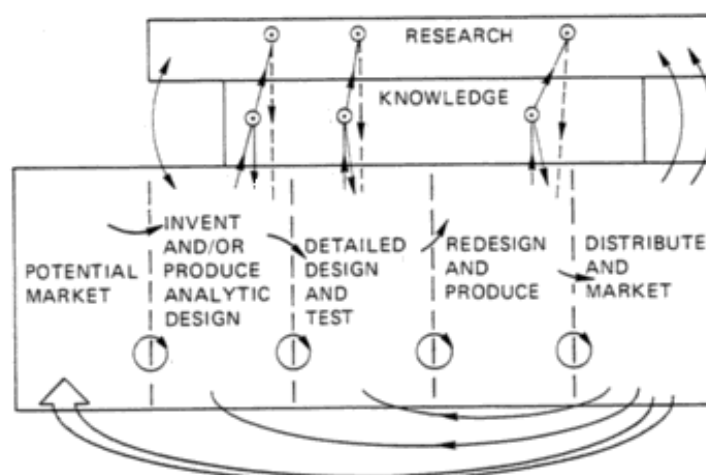 RESEARCH
KNOWLEDGE
POTENTIAL
MARKET
INVENT
AND/OR
PRODUCE
ANALYTIC
DESIGN
DETAILED
DESIGN
AND
TEST
REDESIGN
AND
PRODUCE
DISTRIBUTE
AND
MARKET